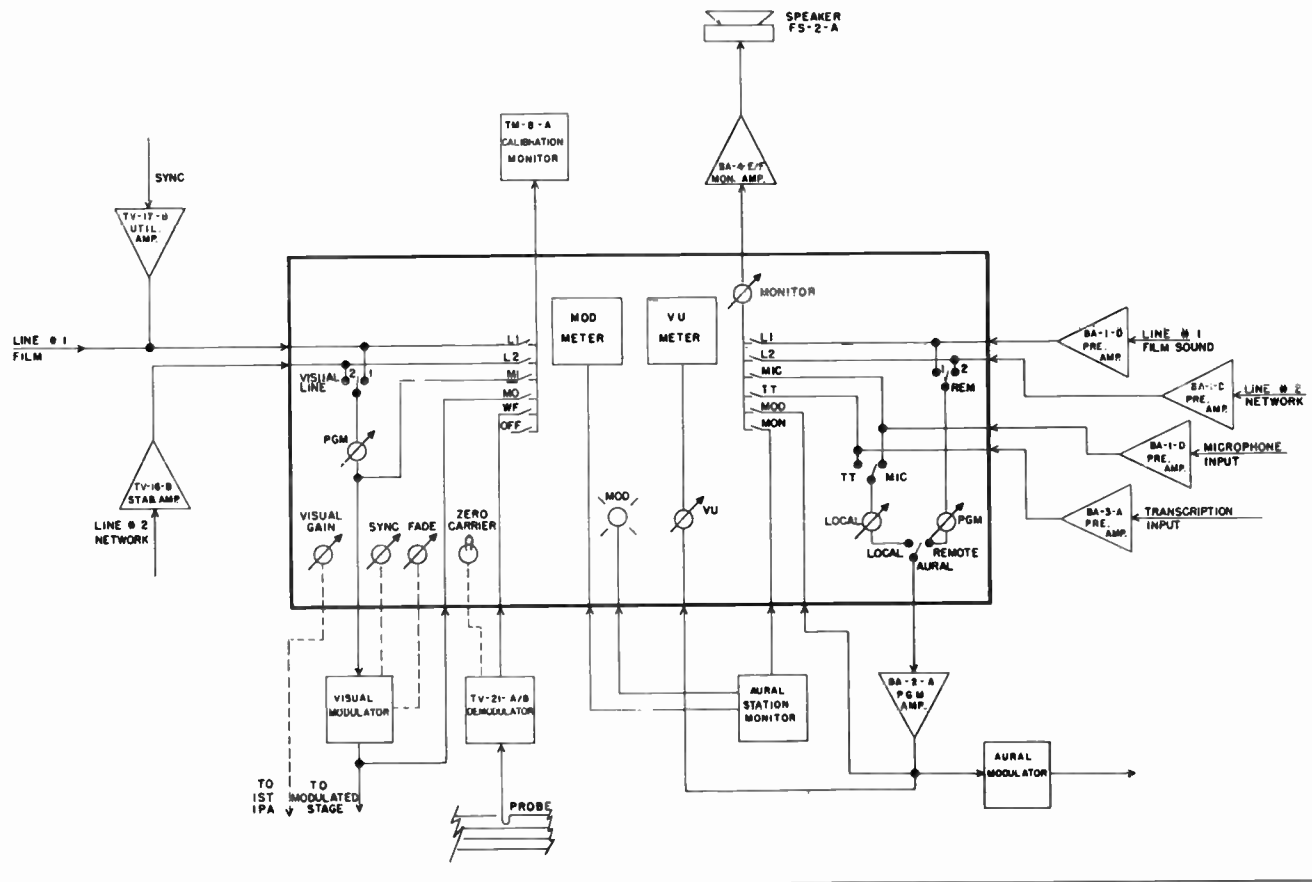 SPEAKER
FS-2-A
TM-8-A
CALIBRATION
MONITOR
BA-4-E/F
MON. AMP.
SYNC
TV-17-B
UTIL.
AMP.
MONITOR
MOD
METER
VU
METER
LINE #1
FILM
L1
L2
MI
MO
WF
OFF
VISUAL
LINE
2
1
PGM
L1
L2
MIC
TT
MOD
MON
1
2
REM
BA-1-D
PRE.
AMP.
LINE #1
FILM SOUND
PRE.
AMP.
LINE #2
NETWORK
BA-1-D
PRE.
AMP.
MICROPHONE
INPUT
BA-3-A
PRE.
AMP.
TRANSCRIPTION
INPUT
TT
MIC
TV-16-B
STAB. AMP.
LINE #2
NETWORK
VISUAL
GAIN
SYNC
FADE
ZERO
CARRIER
MOD
VU
LOCAL
PGM
LOCAL
REMOTE
AURAL
VISUAL
MODULATOR
TV-21-A/B
DEMODULATOR
AURAL
STATION
MONITOR
BA-2-A
PGM
AMP.
AURAL
MODULATOR
TO
1ST
IPA
TO
MODULATED
STAGE
PROBE